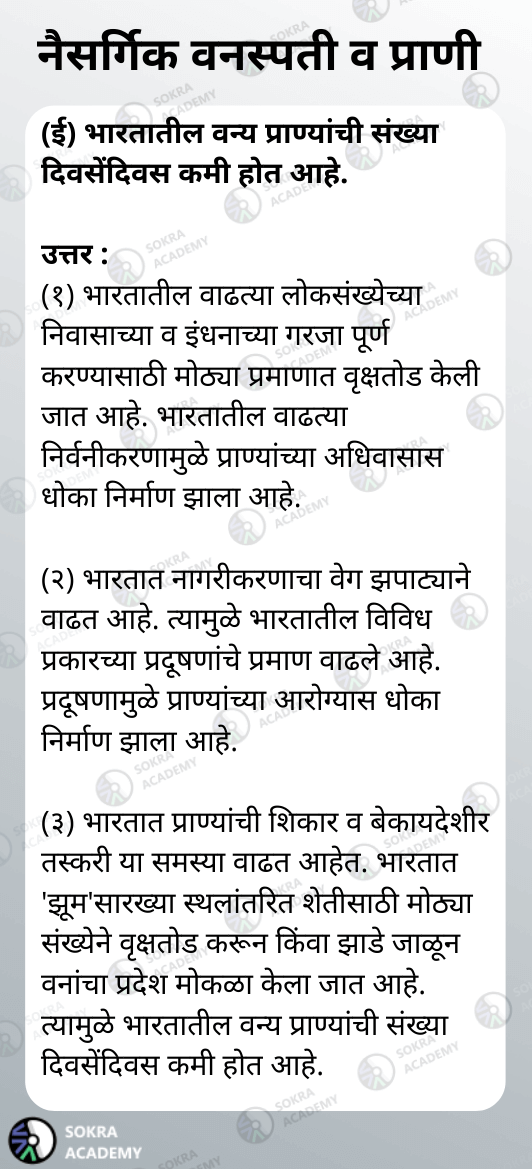 नैसर्गिक वनस्पती व प्राणी
(ई) भारतातील वन्य प्राण्यांची संख्या
दिवसेंदिवस कमी होत आहे.
उत्तर :
(१) भारतातील वाढत्या लोकसंख्येच्या
निवासाच्या व इंधनाच्या गरजा पूर्ण
करण्यासाठी मोठ्या प्रमाणात वृक्षतोड केली
जात आहे. भारतातील वाढत्या
निर्वनीकरणामुळे प्राण्यांच्या अधिवासास
धोका निर्माण झाला आहे.
(२) भारतात नागरीकरणाचा वेग झपाट्याने
वाढत आहे. त्यामुळे भारतातील विविध
प्रकारच्या प्रदूषणांचे प्रमाण वाढले आहे.
प्रदूषणामुळे प्राण्यांच्या आरोग्यास धोका
निर्माण झाला आहे.
(३) भारतात प्राण्यांची शिकार व बेकायदेशीर
तस्करी या समस्या वाढत आहेत. भारतात
'झूम'सारख्या स्थलांतरित शेतीसाठी मोठ्या
संख्येने वृक्षतोड करून किंवा झाडे जाळून
वनांचा प्रदेश मोकळा केला जात आहे.
त्यामुळे भारतातील वन्य प्राण्यांची संख्या
दिवसेंदिवस कमी होत आहे.
SOKRA
ACADEMY